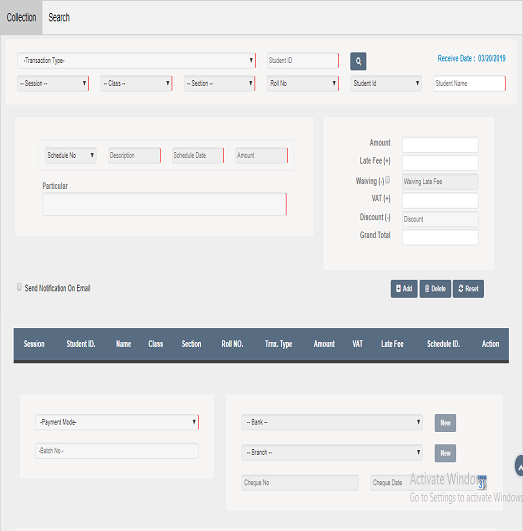 Collection Search
-Transaction Type- Student ID Receive Date : 03/20/2019
-- Session -- -- Class -- -- Section -- Roll No Student Id Student Name
Schedule No Description Schedule Date Amount
Particular
Amount
Late Fee (+)
Waiving (-) Waiving Late Fee
VAT (+)
Discount (-) Discount
Grand Total
Send Notification On Email
Add Delete Reset
Session Student ID. Name Class Section Roll NO. Trnx. Type Amount VAT Late Fee Schedule ID. Action
-Payment Mode- -- Bank -- New
-Batch No.- -- Branch -- New
Cheque No Cheque Date
Activate Windows
Go to Settings to activate Windows